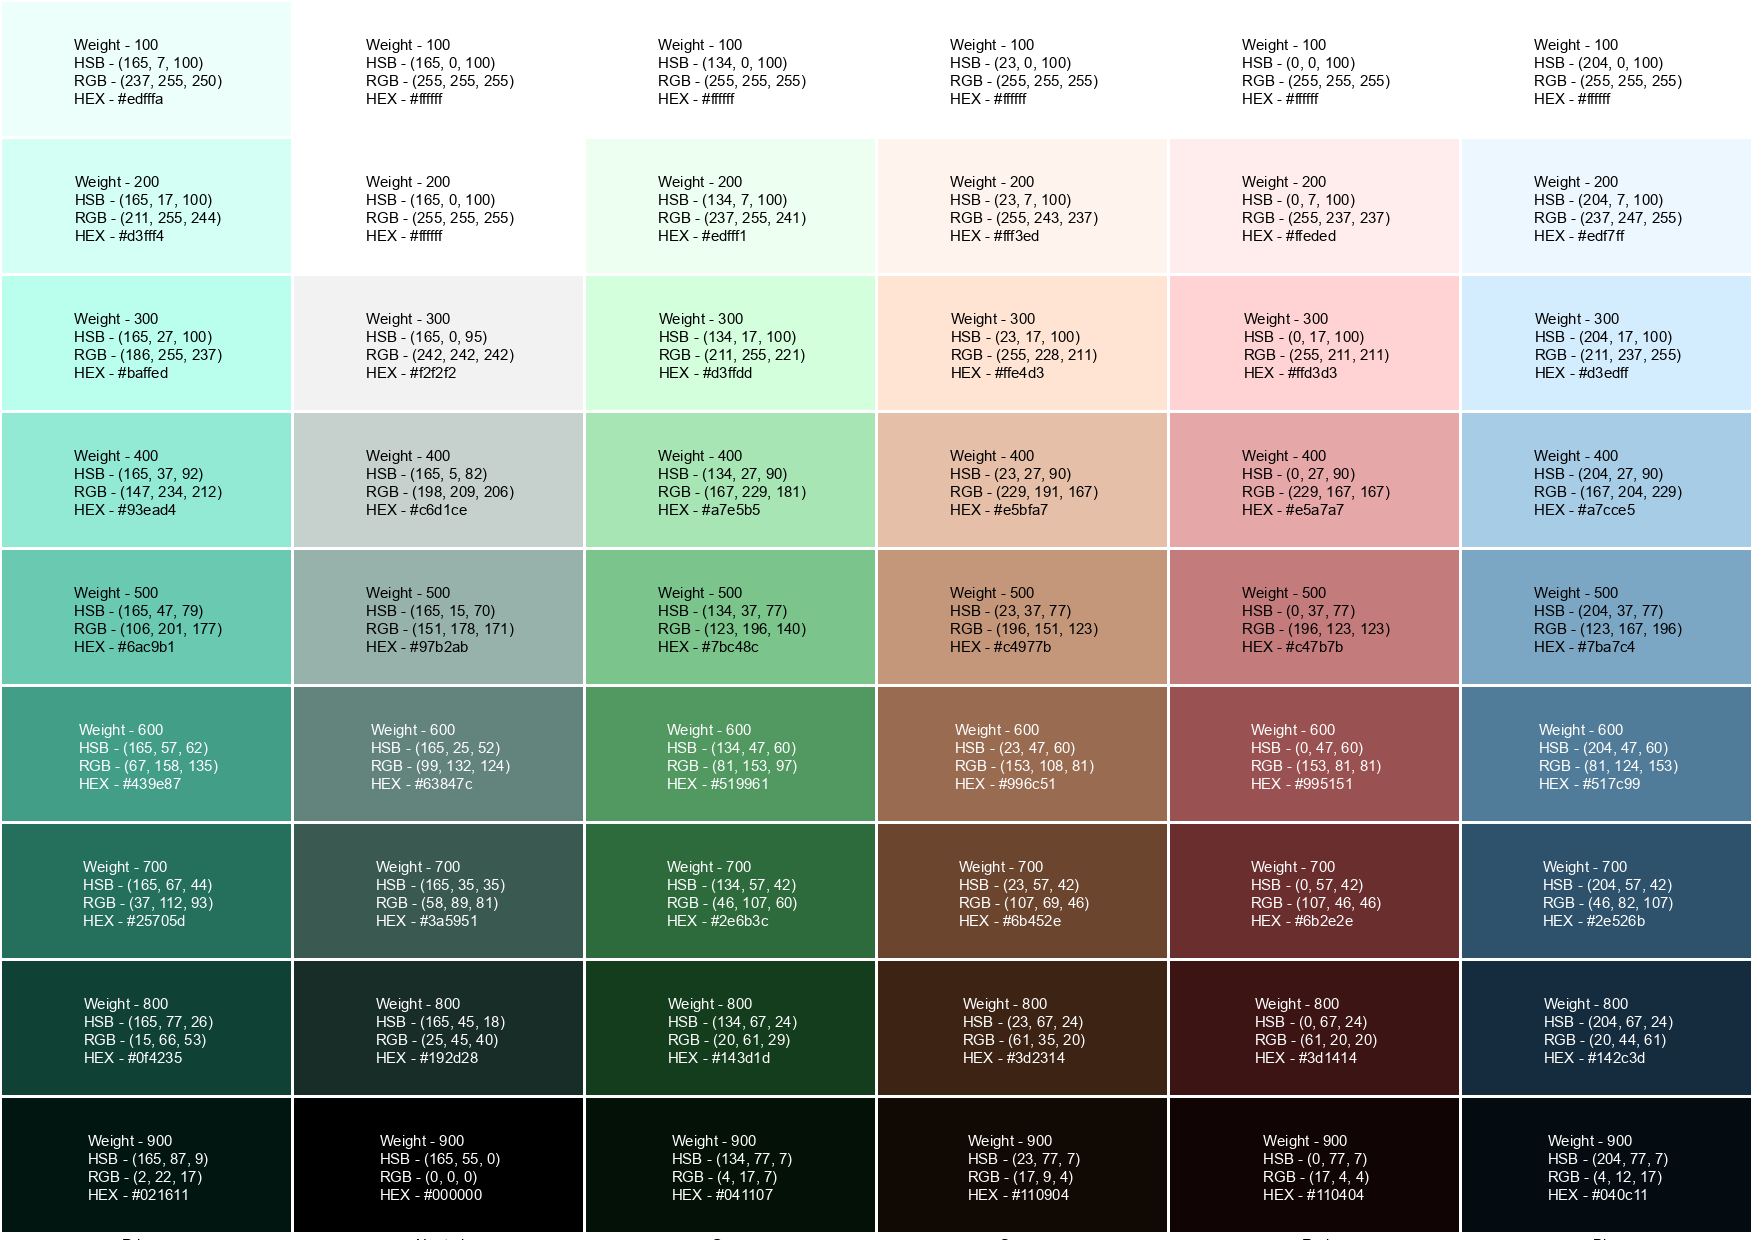 Weight - 100
HSB - (165, 7, 100)
RGB - (237, 255, 250)
HEX - #edfffa
Weight - 100
HSB - (165, 0, 100)
RGB - (255, 255, 255)
HEX - #ffffff
Weight - 100
HSB - (134, 0, 100)
RGB - (255, 255, 255)
HEX - #ffffff
Weight - 100
HSB - (23, 0, 100)
RGB - (255, 255, 255)
HEX - #ffffff
Weight - 100
HSB - (0, 0, 100)
RGB - (255, 255, 255)
HEX - #ffffff
Weight - 100
HSB - (204, 0, 100)
RGB - (255, 255, 255)
HEX - #ffffff
Weight - 200
HSB - (165, 17, 100)
RGB - (211, 255, 244)
HEX - #d3fff4
Weight - 200
HSB - (165, 0, 100)
RGB - (255, 255, 255)
HEX - #ffffff
Weight - 200
HSB - (134, 7, 100)
RGB - (237, 255, 241)
HEX - #edfff1
Weight - 200
HSB - (23, 7, 100)
RGB - (255, 243, 237)
HEX - #fff3ed
Weight - 200
HSB - (0, 7, 100)
RGB - (255, 237, 237)
HEX - #ffeded
Weight - 200
HSB - (204, 7, 100)
RGB - (237, 247, 255)
HEX - #edf7ff
Weight - 300
HSB - (165, 27, 100)
RGB - (186, 255, 237)
HEX - #baffed
Weight - 300
HSB - (165, 0, 95)
RGB - (242, 242, 242)
HEX - #f2f2f2
Weight - 300
HSB - (134, 17, 100)
RGB - (211, 255, 221)
HEX - #d3ffdd
Weight - 300
HSB - (23, 17, 100)
RGB - (255, 228, 211)
HEX - #ffe4d3
Weight - 300
HSB - (0, 17, 100)
RGB - (255, 211, 211)
HEX - #ffd3d3
Weight - 300
HSB - (204, 17, 100)
RGB - (211, 237, 255)
HEX - #d3edff
Weight - 400
HSB - (165, 37, 92)
RGB - (147, 234, 212)
HEX - #93ead4
Weight - 400
HSB - (165, 5, 82)
RGB - (198, 209, 206)
HEX - #c6d1ce
Weight - 400
HSB - (134, 27, 90)
RGB - (167, 229, 181)
HEX - #a7e5b5
Weight - 400
HSB - (23, 27, 90)
RGB - (229, 191, 167)
HEX - #e5bfa7
Weight - 400
HSB - (0, 27, 90)
RGB - (229, 167, 167)
HEX - #e5a7a7
Weight - 400
HSB - (204, 27, 90)
RGB - (167, 204, 229)
HEX - #a7cce5
Weight - 500
HSB - (165, 47, 79)
RGB - (106, 201, 177)
HEX - #6ac9b1
Weight - 500
HSB - (165, 15, 70)
RGB - (151, 178, 171)
HEX - #97b2ab
Weight - 500
HSB - (134, 37, 77)
RGB - (123, 196, 140)
HEX - #7bc48c
Weight - 500
HSB - (23, 37, 77)
RGB - (196, 151, 123)
HEX - #c4977b
Weight - 500
HSB - (0, 37, 77)
RGB - (196, 123, 123)
HEX - #c47b7b
Weight - 500
HSB - (204, 37, 77)
RGB - (123, 167, 196)
HEX - #7ba7c4
Weight - 600
HSB - (165, 57, 62)
RGB - (67, 158, 135)
HEX - #439e87
Weight - 600
HSB - (165, 25, 52)
RGB - (99, 132, 124)
HEX - #63847c
Weight - 600
HSB - (134, 47, 60)
RGB - (81, 153, 97)
HEX - #519961
Weight - 600
HSB - (23, 47, 60)
RGB - (153, 108, 81)
HEX - #996c51
Weight - 600
HSB - (0, 47, 60)
RGB - (153, 81, 81)
HEX - #995151
Weight - 600
HSB - (204, 47, 60)
RGB - (81, 124, 153)
HEX - #517c99
Weight - 700
HSB - (165, 67, 44)
RGB - (37, 112, 93)
HEX - #25705d
Weight - 700
HSB - (165, 35, 35)
RGB - (58, 89, 81)
HEX - #3a5951
Weight - 700
HSB - (134, 57, 42)
RGB - (46, 107, 60)
HEX - #2e6b3c
Weight - 700
HSB - (23, 57, 42)
RGB - (107, 69, 46)
HEX - #6b452e
Weight - 700
HSB - (0, 57, 42)
RGB - (107, 46, 46)
HEX - #6b2e2e
Weight - 700
HSB - (204, 57, 42)
RGB - (46, 82, 107)
HEX - #2e526b
Weight - 800
HSB - (165, 77, 26)
RGB - (15, 66, 53)
HEX - #0f4235
Weight - 800
HSB - (165, 45, 18)
RGB - (25, 45, 40)
HEX - #192d28
Weight - 800
HSB - (134, 67, 24)
RGB - (20, 61, 29)
HEX - #143d1d
Weight - 800
HSB - (23, 67, 24)
RGB - (61, 35, 20)
HEX - #3d2314
Weight - 800
HSB - (0, 67, 24)
RGB - (61, 20, 20)
HEX - #3d1414
Weight - 800
HSB - (204, 67, 24)
RGB - (20, 44, 61)
HEX - #142c3d
Weight - 900
HSB - (165, 87, 9)
RGB - (2, 22, 17)
HEX - #021611
Weight - 900
HSB - (165, 55, 0)
RGB - (0, 0, 0)
HEX - #000000
Weight - 900
HSB - (134, 77, 7)
RGB - (4, 17, 7)
HEX - #041107
Weight - 900
HSB - (23, 77, 7)
RGB - (17, 9, 4)
HEX - #110904
Weight - 900
HSB - (0, 77, 7)
RGB - (17, 4, 4)
HEX - #110404
Weight - 900
HSB - (204, 77, 7)
RGB - (4, 12, 17)
HEX - #040c11